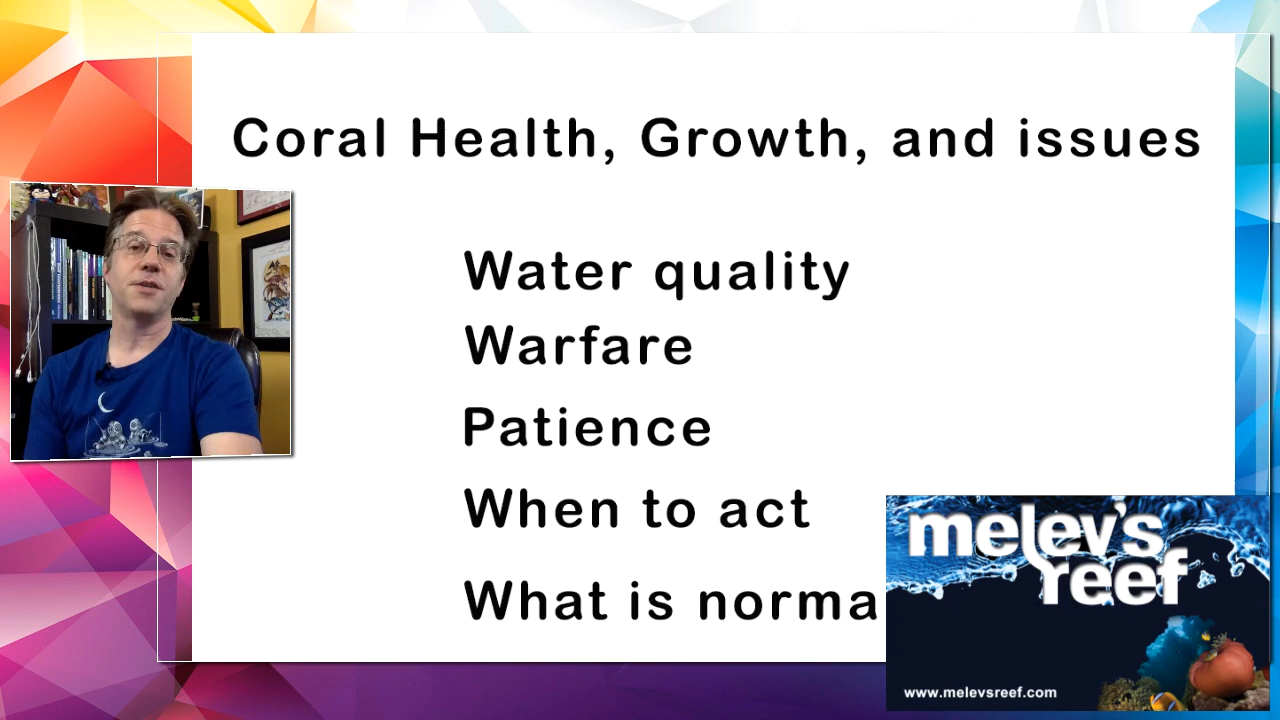 Coral Health, Growth, and issues
Water quality
Warfare
Patience
When to act
What is norma
melev's
reef
www.melevsreef.com